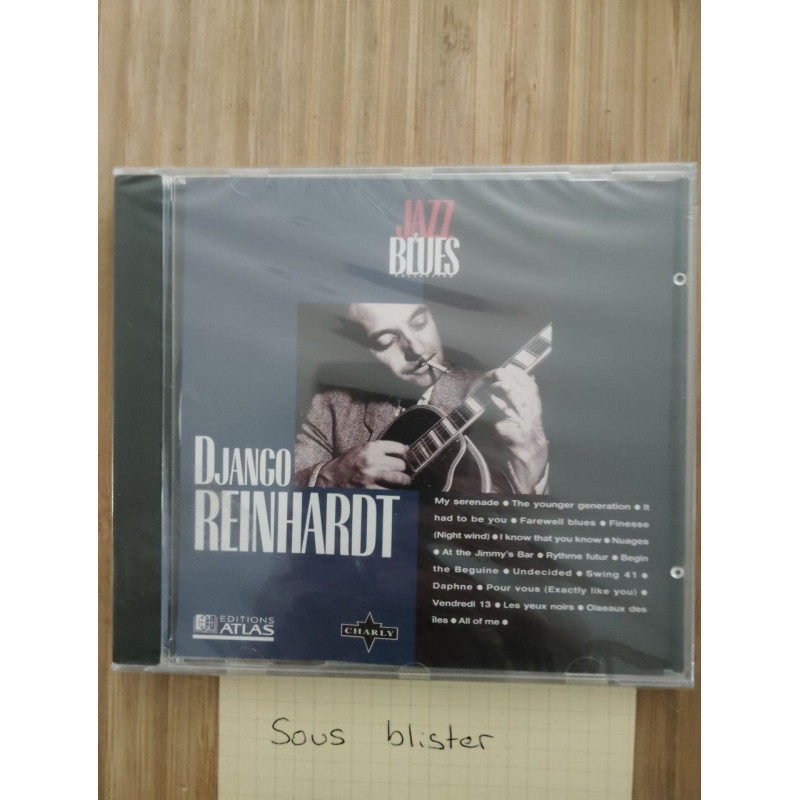 JAZZ
BLUES
COLLECTION
DJANGO
REINHARDT
My serenade ● The younger generation ● It
had to be you ● Farewell blues ● Finesse
(Night wind) ● I know that you know ● Nuages
● At the Jimmy's Bar ● Rythme futur ● Begin
the Beguine ● Undecided ● Swing 41 ●
Daphne ● Pour vous (Exactly like you) ●
Vendredi 13 ● Les yeux noirs ● Oiseaux des
îles ● All of me ●
EDITIONS
ATLAS
CHARLY
Sous blister